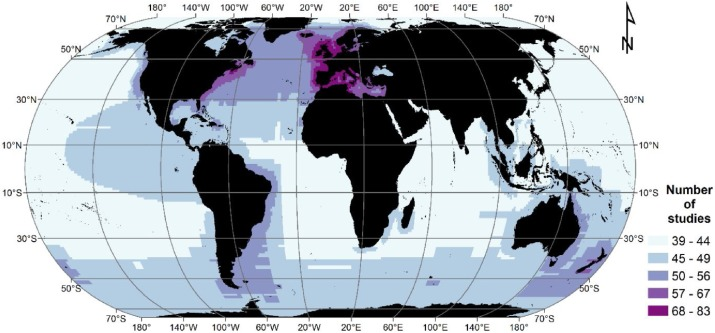 180° 140°W 100°W 60°W 20°W 20°E 60°E 100°E 140°E 180°
70°N 70°N
50°N 50°N
N
30°N 30°N
10°N 10°N
10°S 10°S
30°S 30°S
50°S 50°S
70°S 70°S
180° 140°W 100°W 60°W 20°W 20°E 60°E 100°E 140°E 180°
Number
of
studies
39 - 44
45 - 49
50 - 56
57 - 67
68 - 83